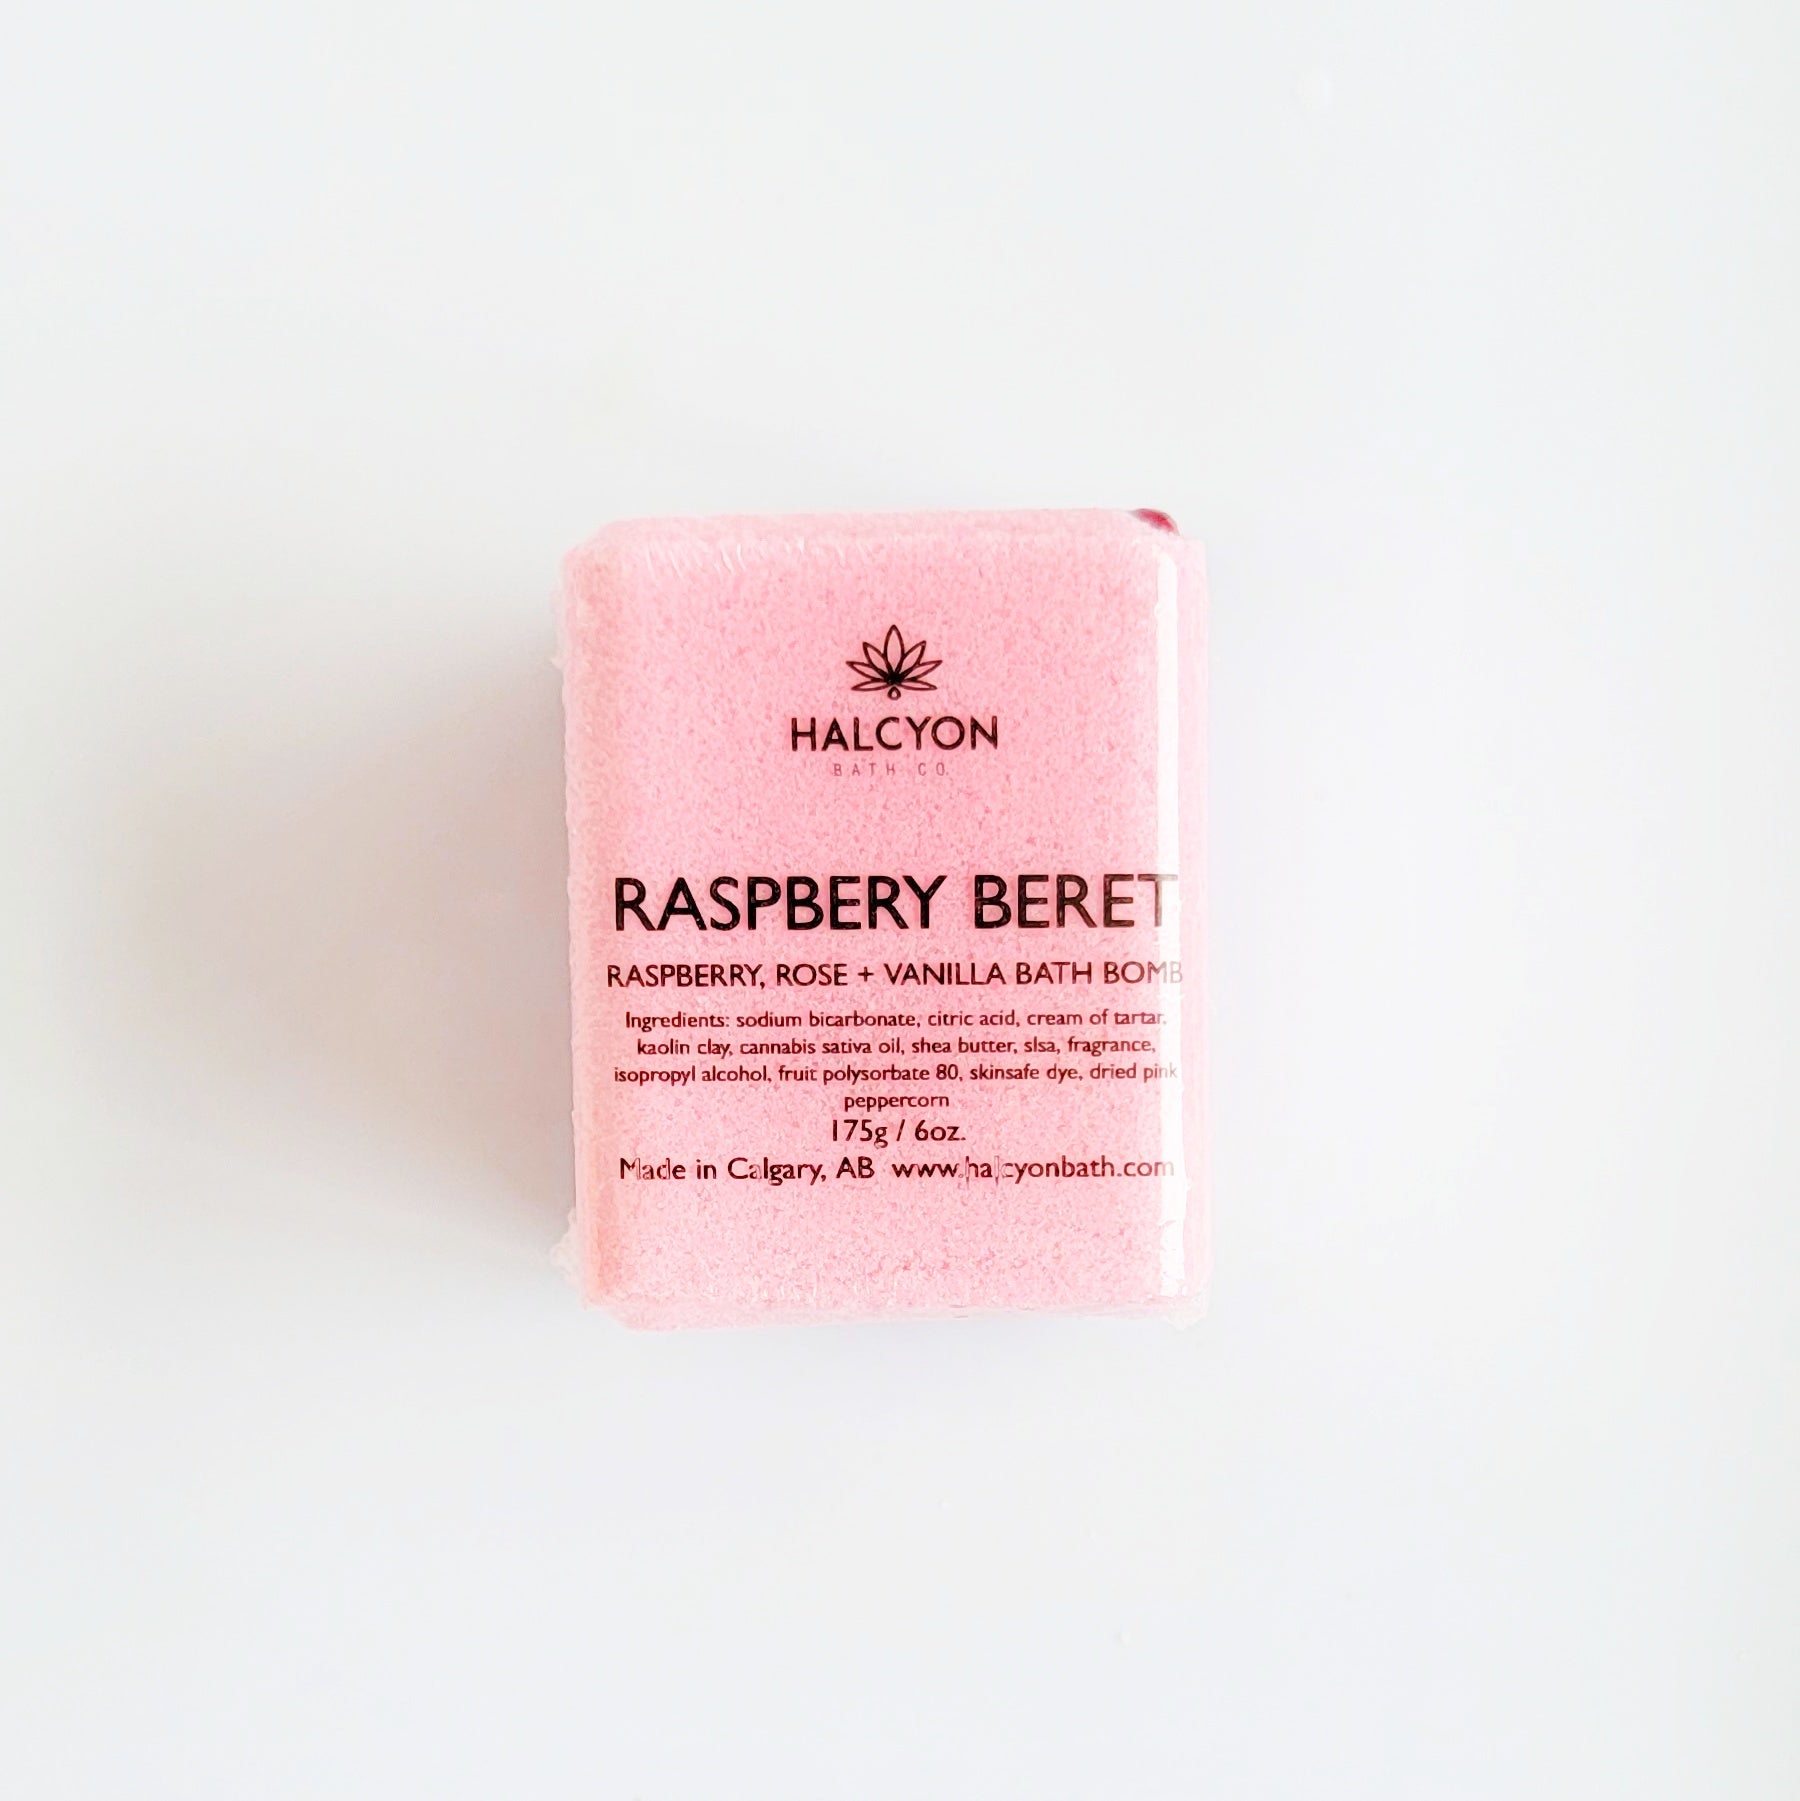 HALCYON
BATH CO.
RASPBERY BERET
RASPBERRY, ROSE + VANILLA BATH BOMB
Ingredients: sodium bicarbonate, citric acid, cream of tartar,
kaolin clay, cannabis sativa oil, shea butter, slsa, fragrance,
isopropyl alcohol, fruit polysorbate 80, skinsafe dye, dried pink
peppercorn
175g / 6oz.
Made in Calgary, AB www.halcyonbath.com